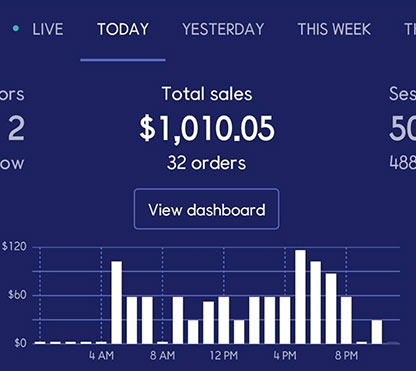 LIVE TODAY YESTERDAY THIS WEEK
ors Total sales Ses
2 $1,010.05 50
ow 32 orders 488
View dashboard
$120
$60
$0
4 AM 8 AM 12 PM 4 PM 8 PM